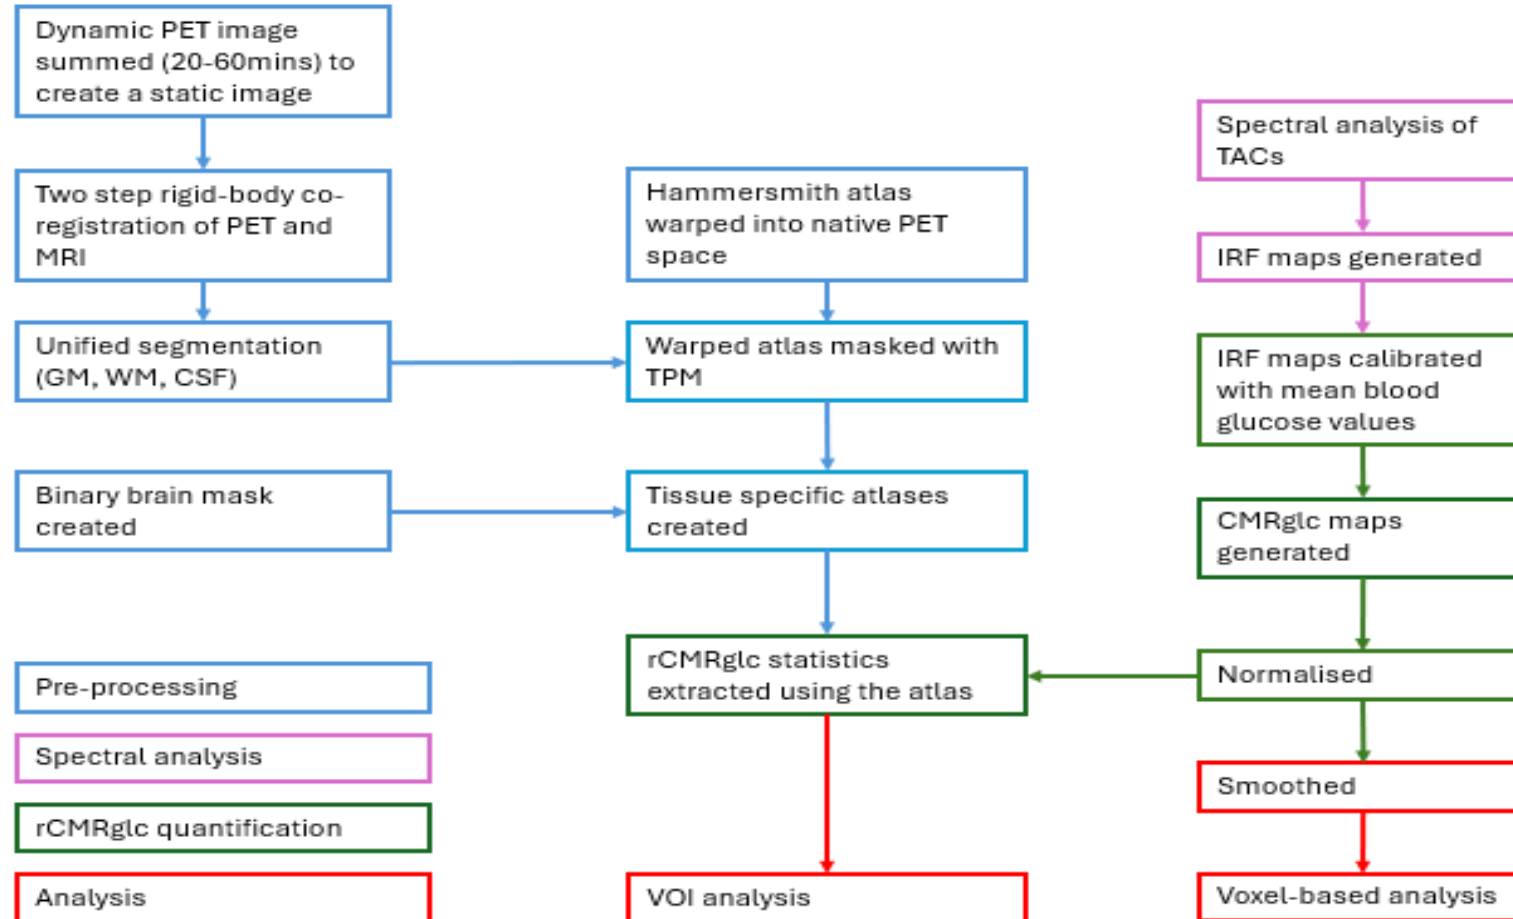 Dynamic PET image
summed (20-60mins) to
create a static image
Two step rigid-body co-
registration of PET and
MRI
Unified segmentation
(GM, WM, CSF)
Binary brain mask
created
Hammersmith atlas
warped into native PET
space
Warped atlas masked with
TPM
Tissue specific atlases
created
rCMRglc statistics
extracted using the atlas
VOI analysis
Spectral analysis of
TACs
IRF maps generated
IRF maps calibrated
with mean blood
glucose values
CMRglc maps
generated
Normalised
Smoothed
Voxel-based analysis
Pre-processing
Spectral analysis
rCMRglc quantification
Analysis